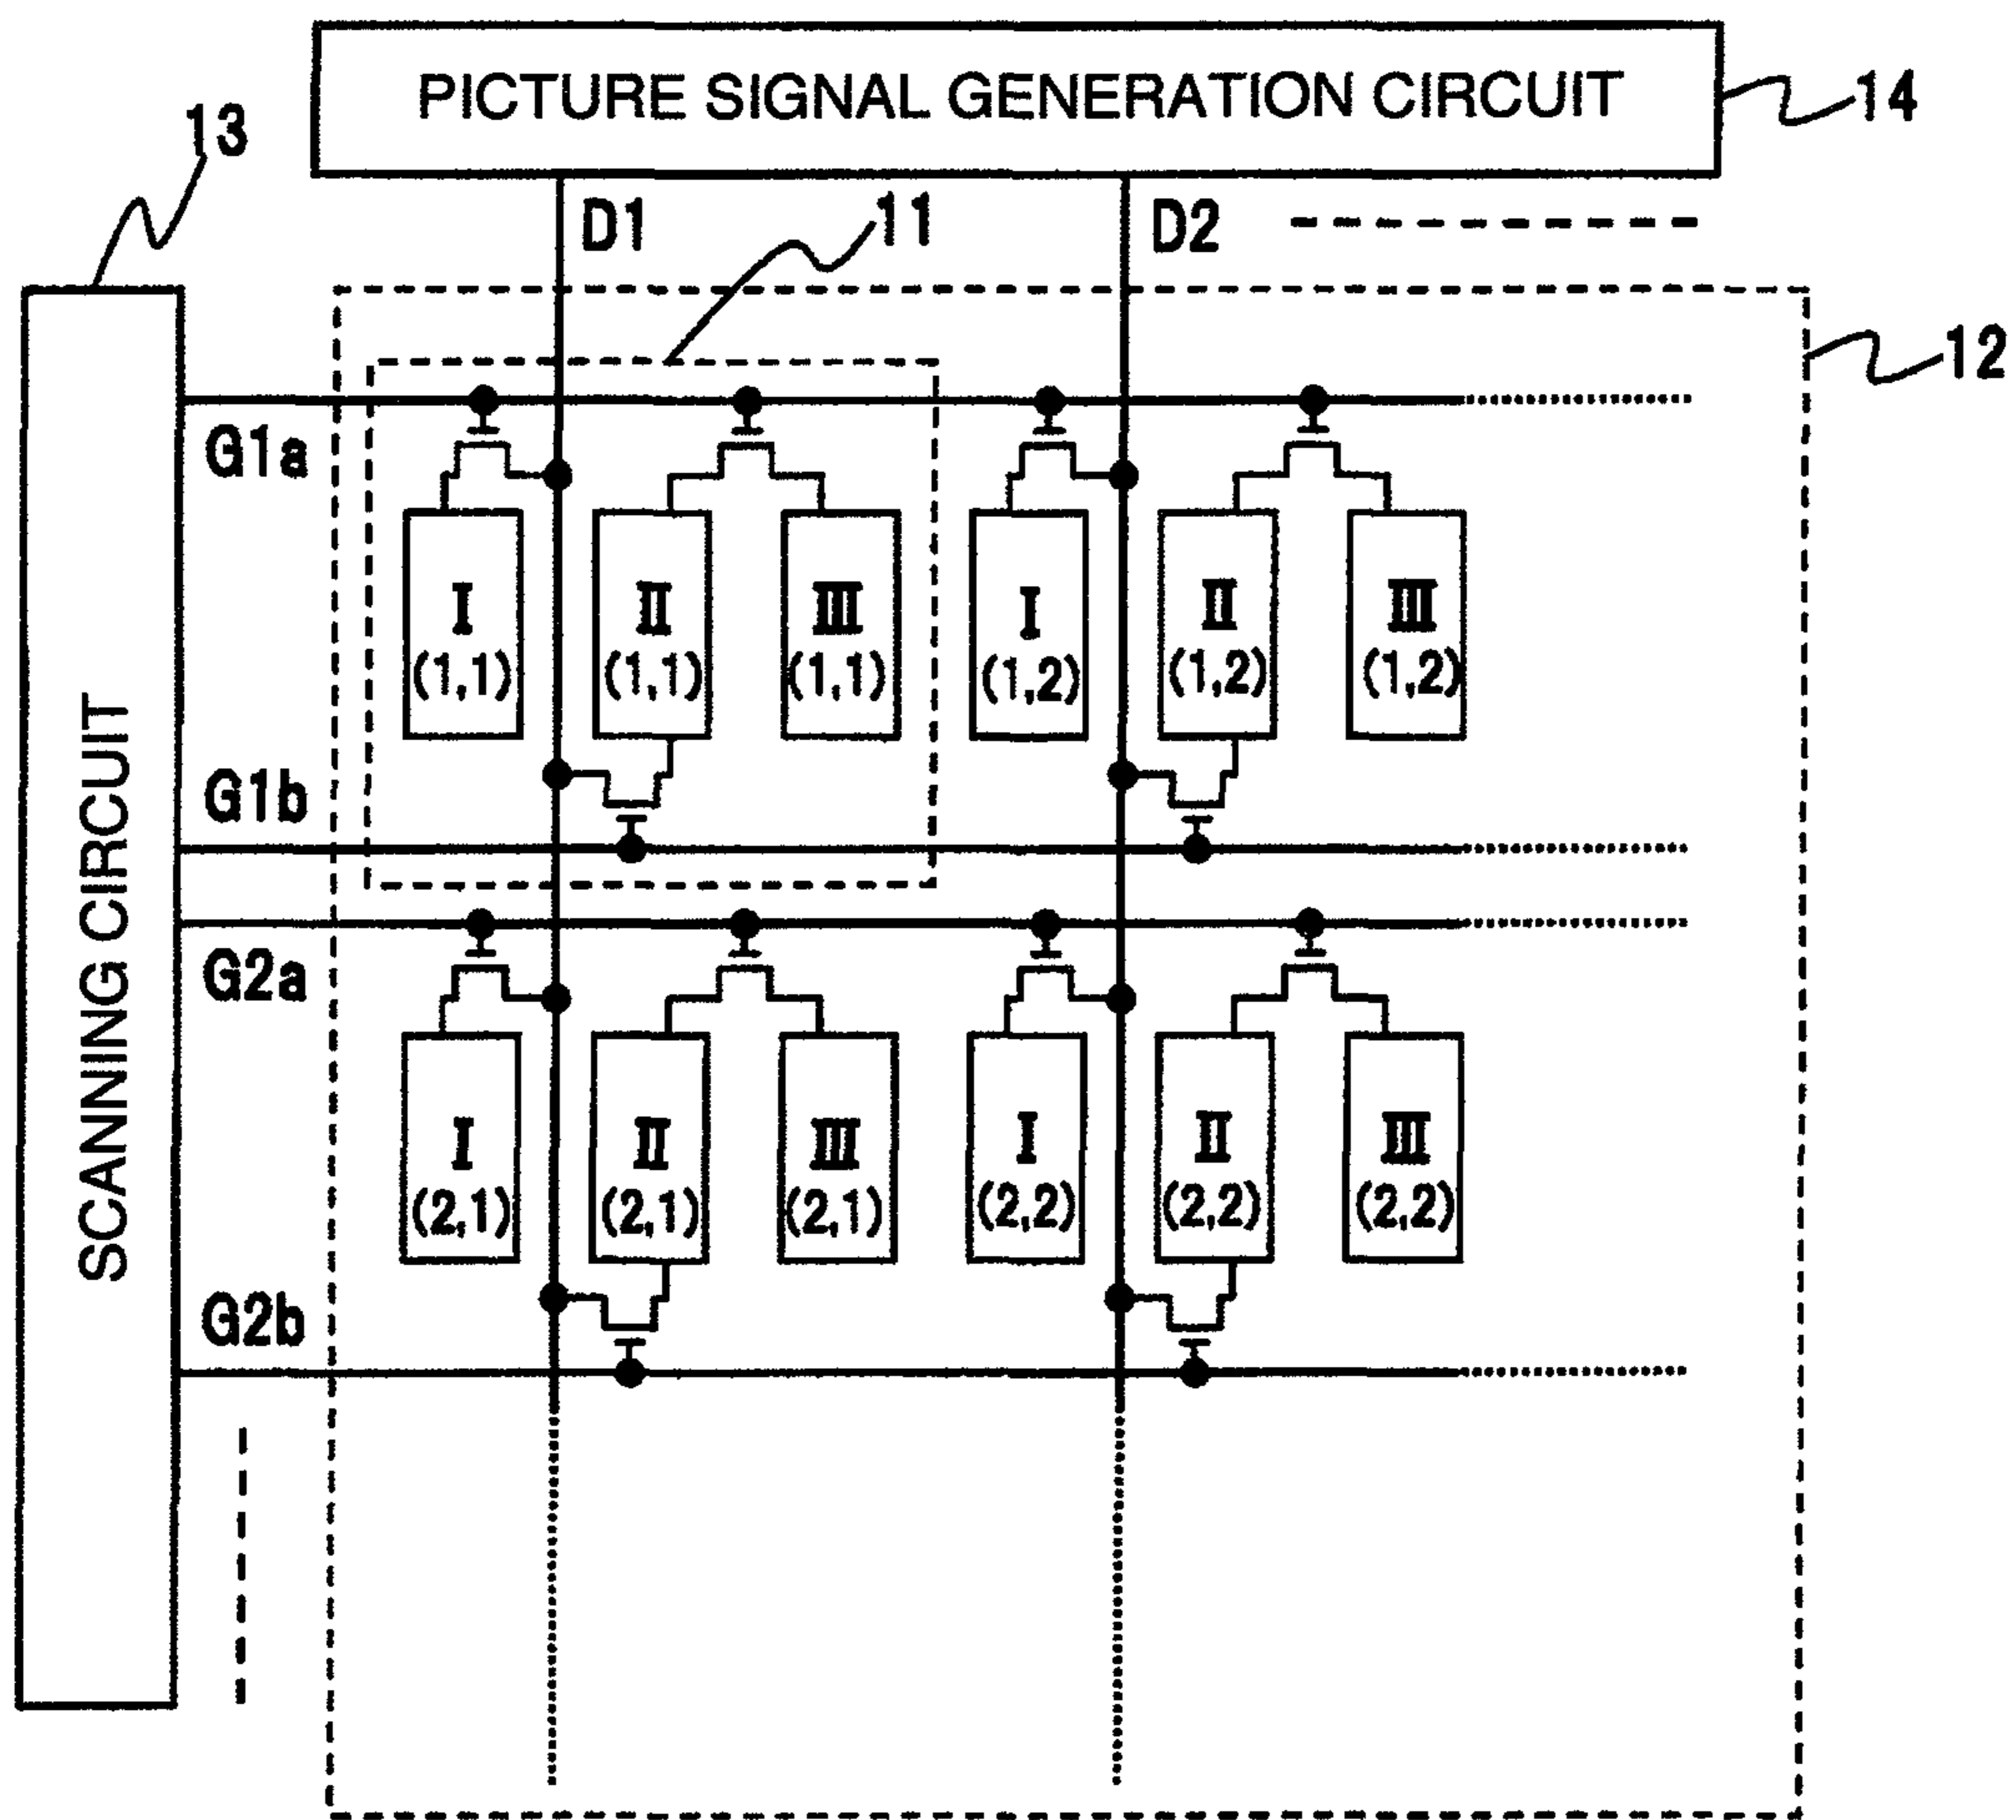 PICTURE SIGNAL GENERATION CIRCUIT
14
13
D1
11
D2
12
G1a
I
(1,1)
II
(1,1)
III
(1,1)
I
(1,2)
II
(1,2)
III
(1,2)
G1b
SCANNING CIRCUIT
G2a
I
(2,1)
II
(2,1)
III
(2,1)
I
(2,2)
II
(2,2)
III
(2,2)
G2b